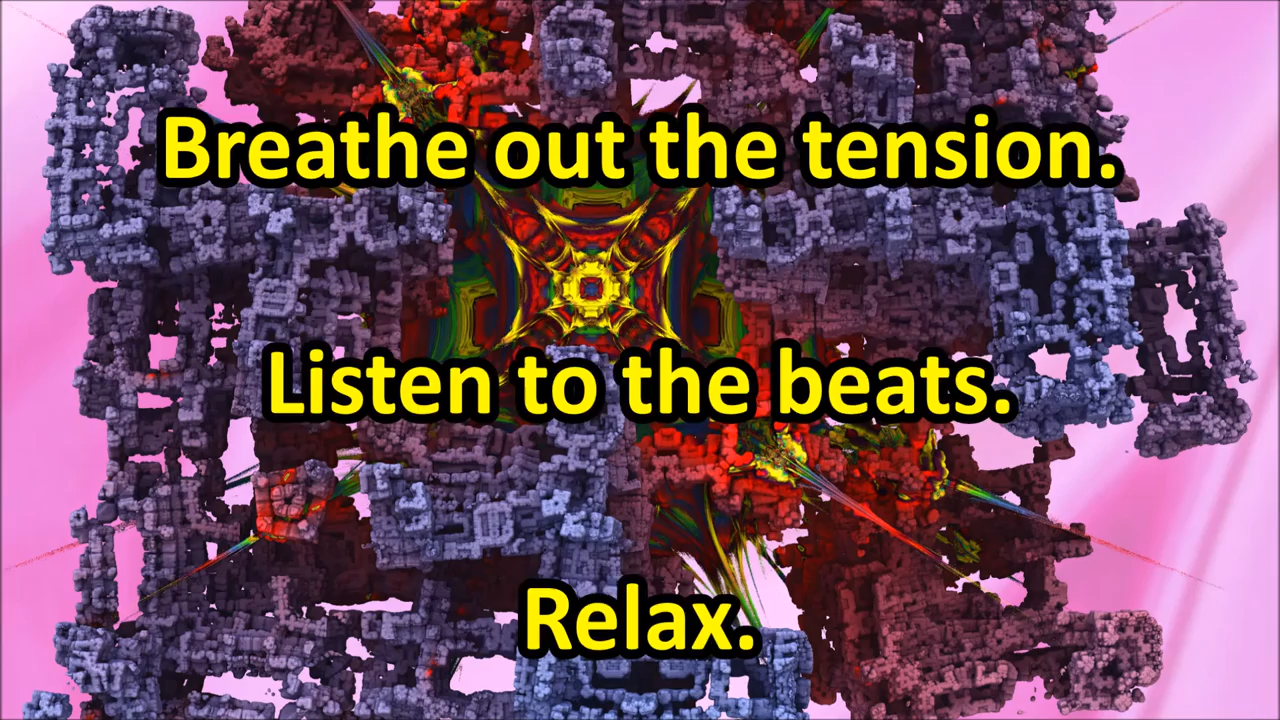 Breathe out the tension.
Listen to the beats.
Relax.